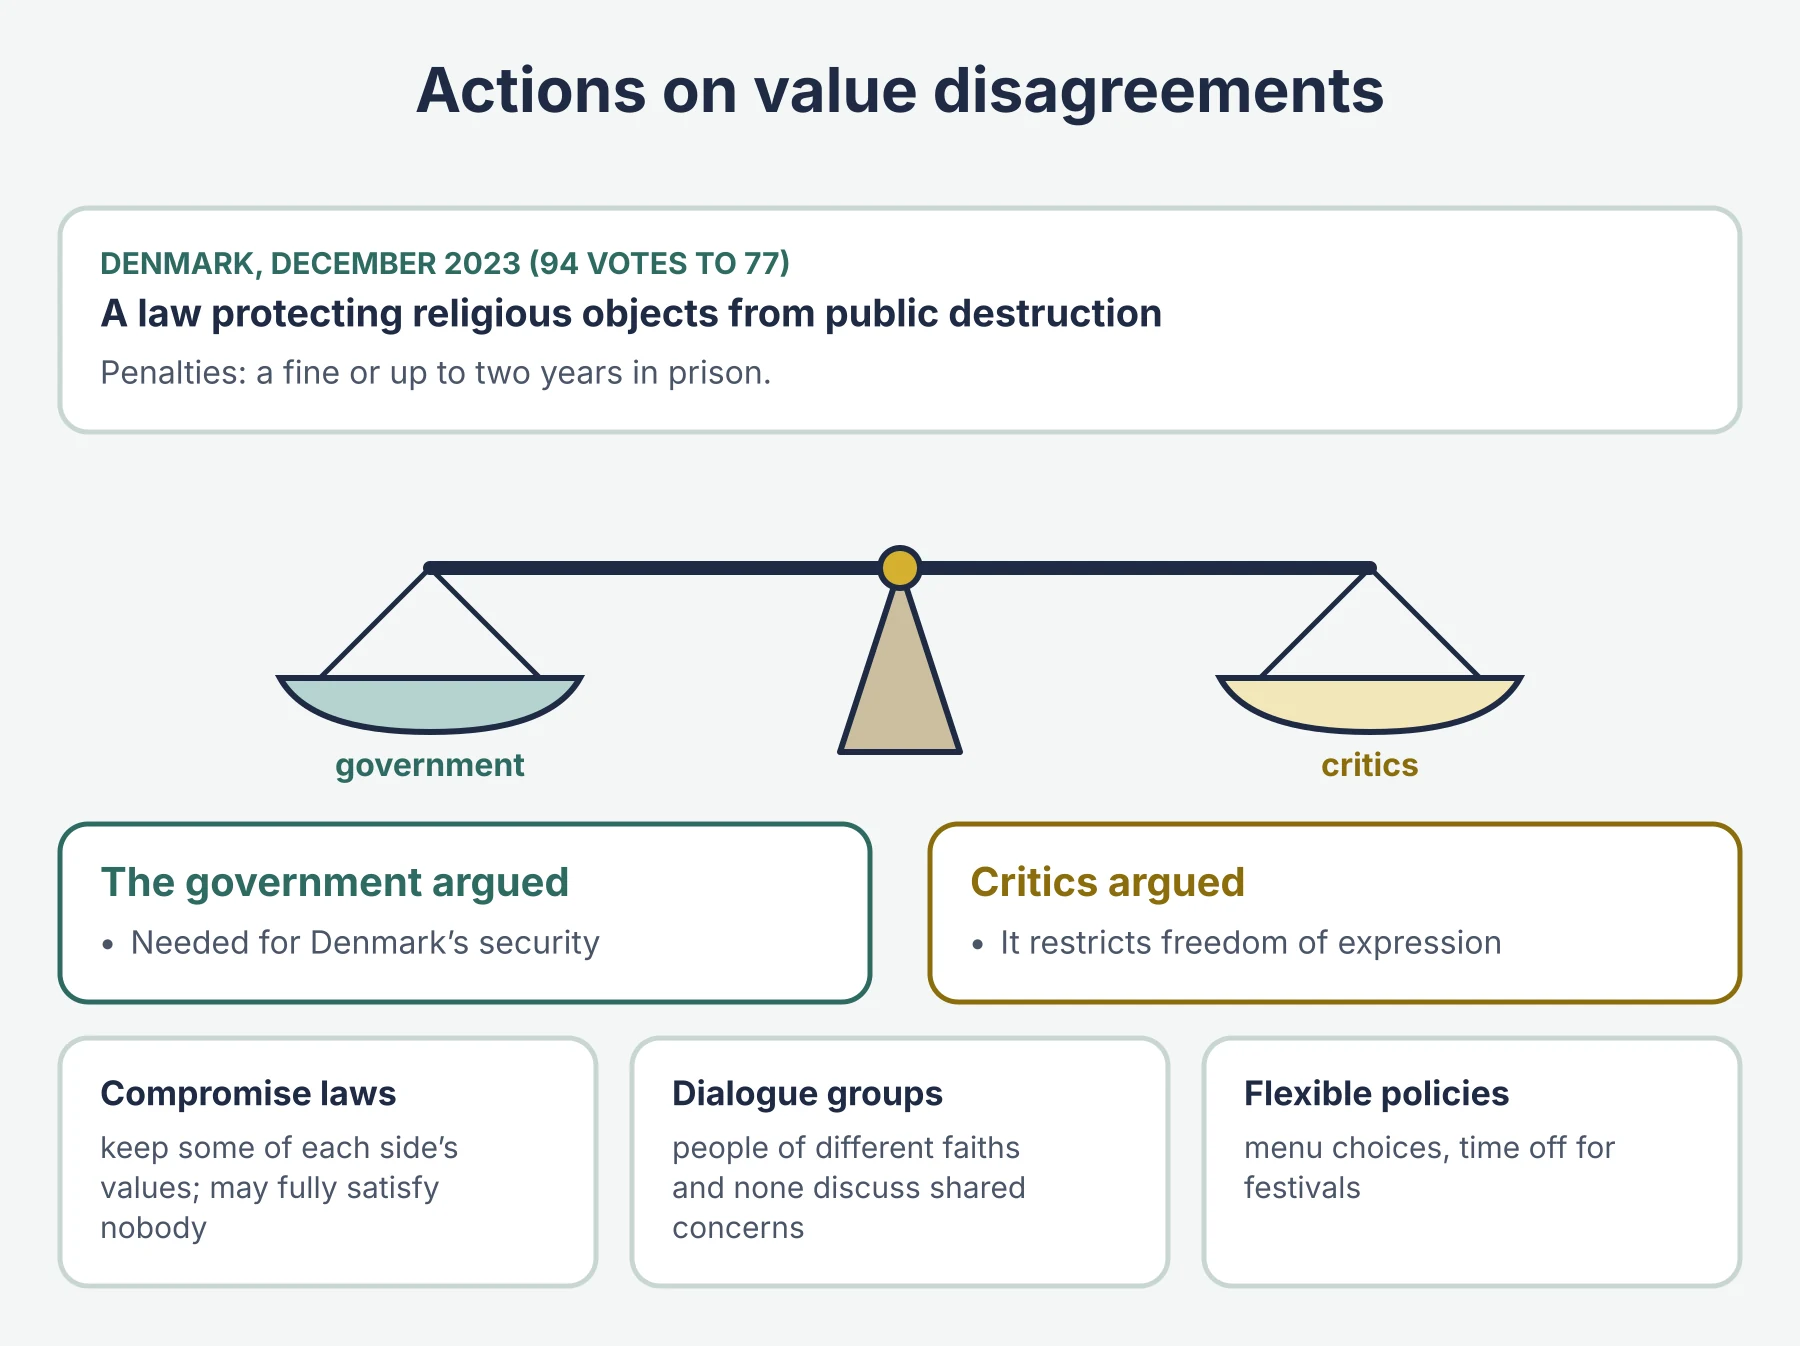 Actions on value disagreements
DENMARK, DECEMBER 2023 (94 VOTES TO 77)
A law protecting religious objects from public destruction
Penalties: a fine or up to two years in prison.
government
critics
The government argued
• Needed for Denmark’s security
Critics argued
• It restricts freedom of expression
Compromise laws
keep some of each side’s
values; may fully satisfy
nobody
Dialogue groups
people of different faiths
and none discuss shared
concerns
Flexible policies
menu choices, time off for
festivals